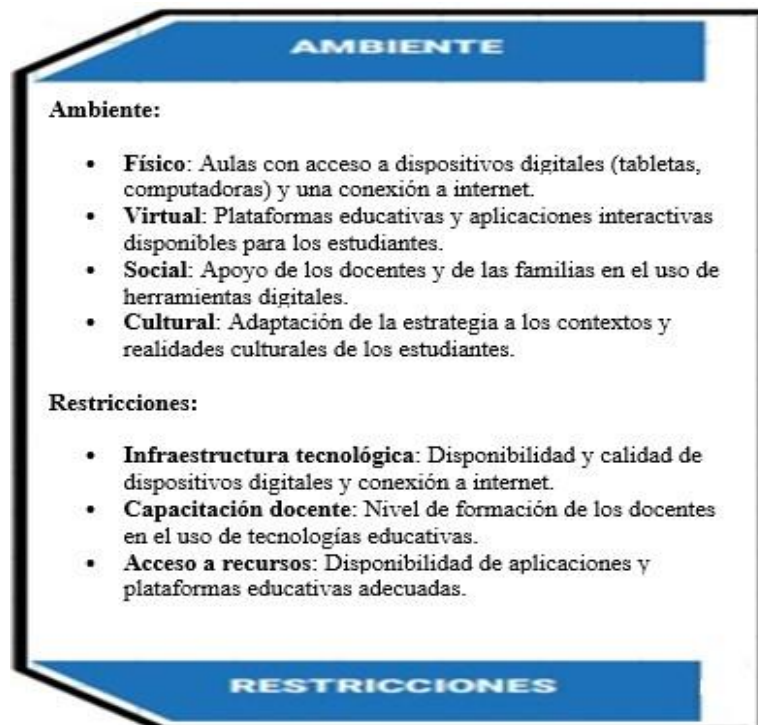 AMBIENTE
Ambiente:
• Físico: Aulas con acceso a dispositivos digitales (tabletas,
computadoras) y una conexión a internet.
• Virtual: Plataformas educativas y aplicaciones interactivas
disponibles para los estudiantes.
• Social: Apoyo de los docentes y de las familias en el uso de
herramientas digitales.
• Cultural: Adaptación de la estrategia a los contextos y
realidades culturales de los estudiantes.
Restricciones:
• Infraestructura tecnológica: Disponibilidad y calidad de
dispositivos digitales y conexión a internet.
• Capacitación docente: Nivel de formación de los docentes
en el uso de tecnologías educativas.
• Acceso a recursos: Disponibilidad de aplicaciones y
plataformas educativas adecuadas.
RESTRICCIONES